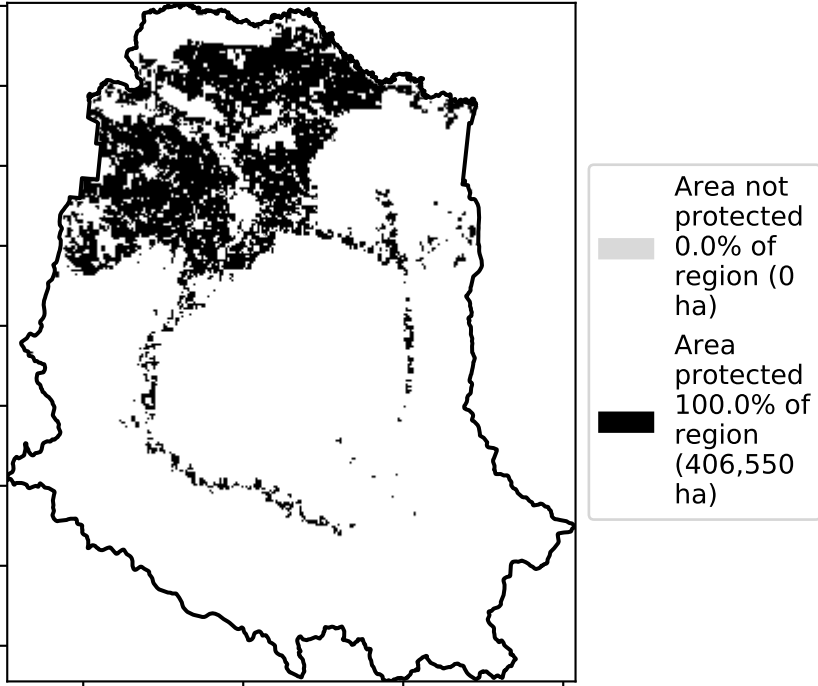 Area not
protected
0.0% of
region (0
ha)
Area
protected
100.0% of
region
(406,550
ha)